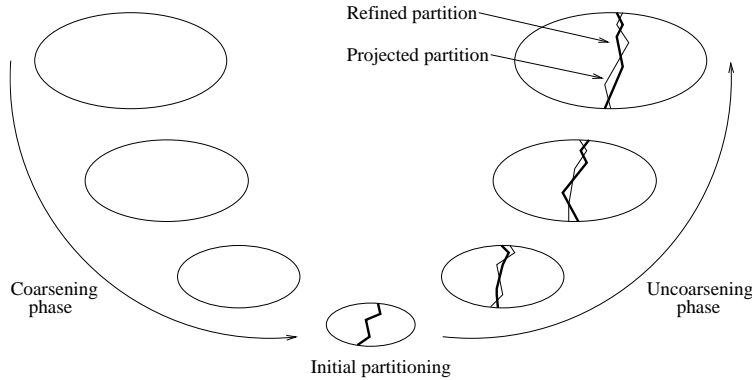 Refined partition
Projected partition
Coarsening
phase
Uncoarsening
phase
Initial partitioning